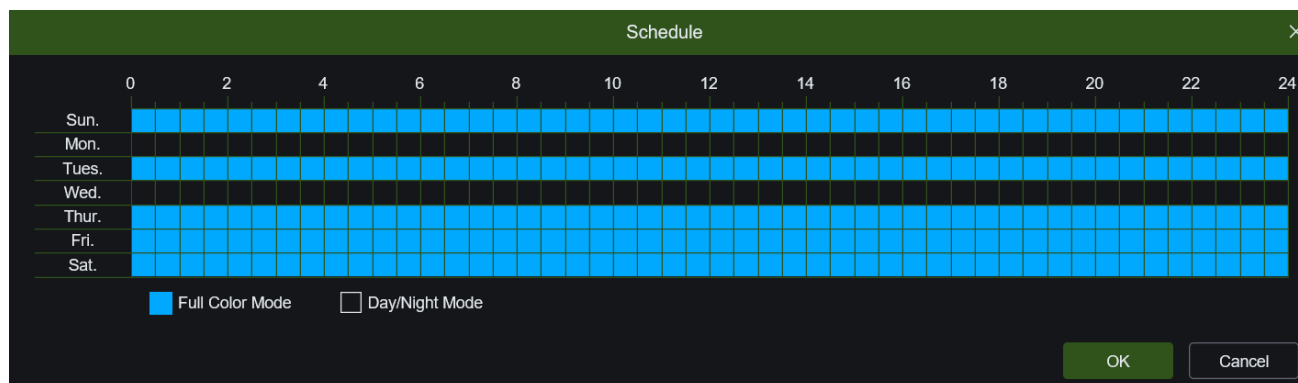 Schedule
0 2 4 6 8 10 12 14 16 18 20 22 24
Sun.
Mon.
Tues.
Wed.
Thur.
Fri.
Sat.
Full Color Mode Day/Night Mode
OK Cancel